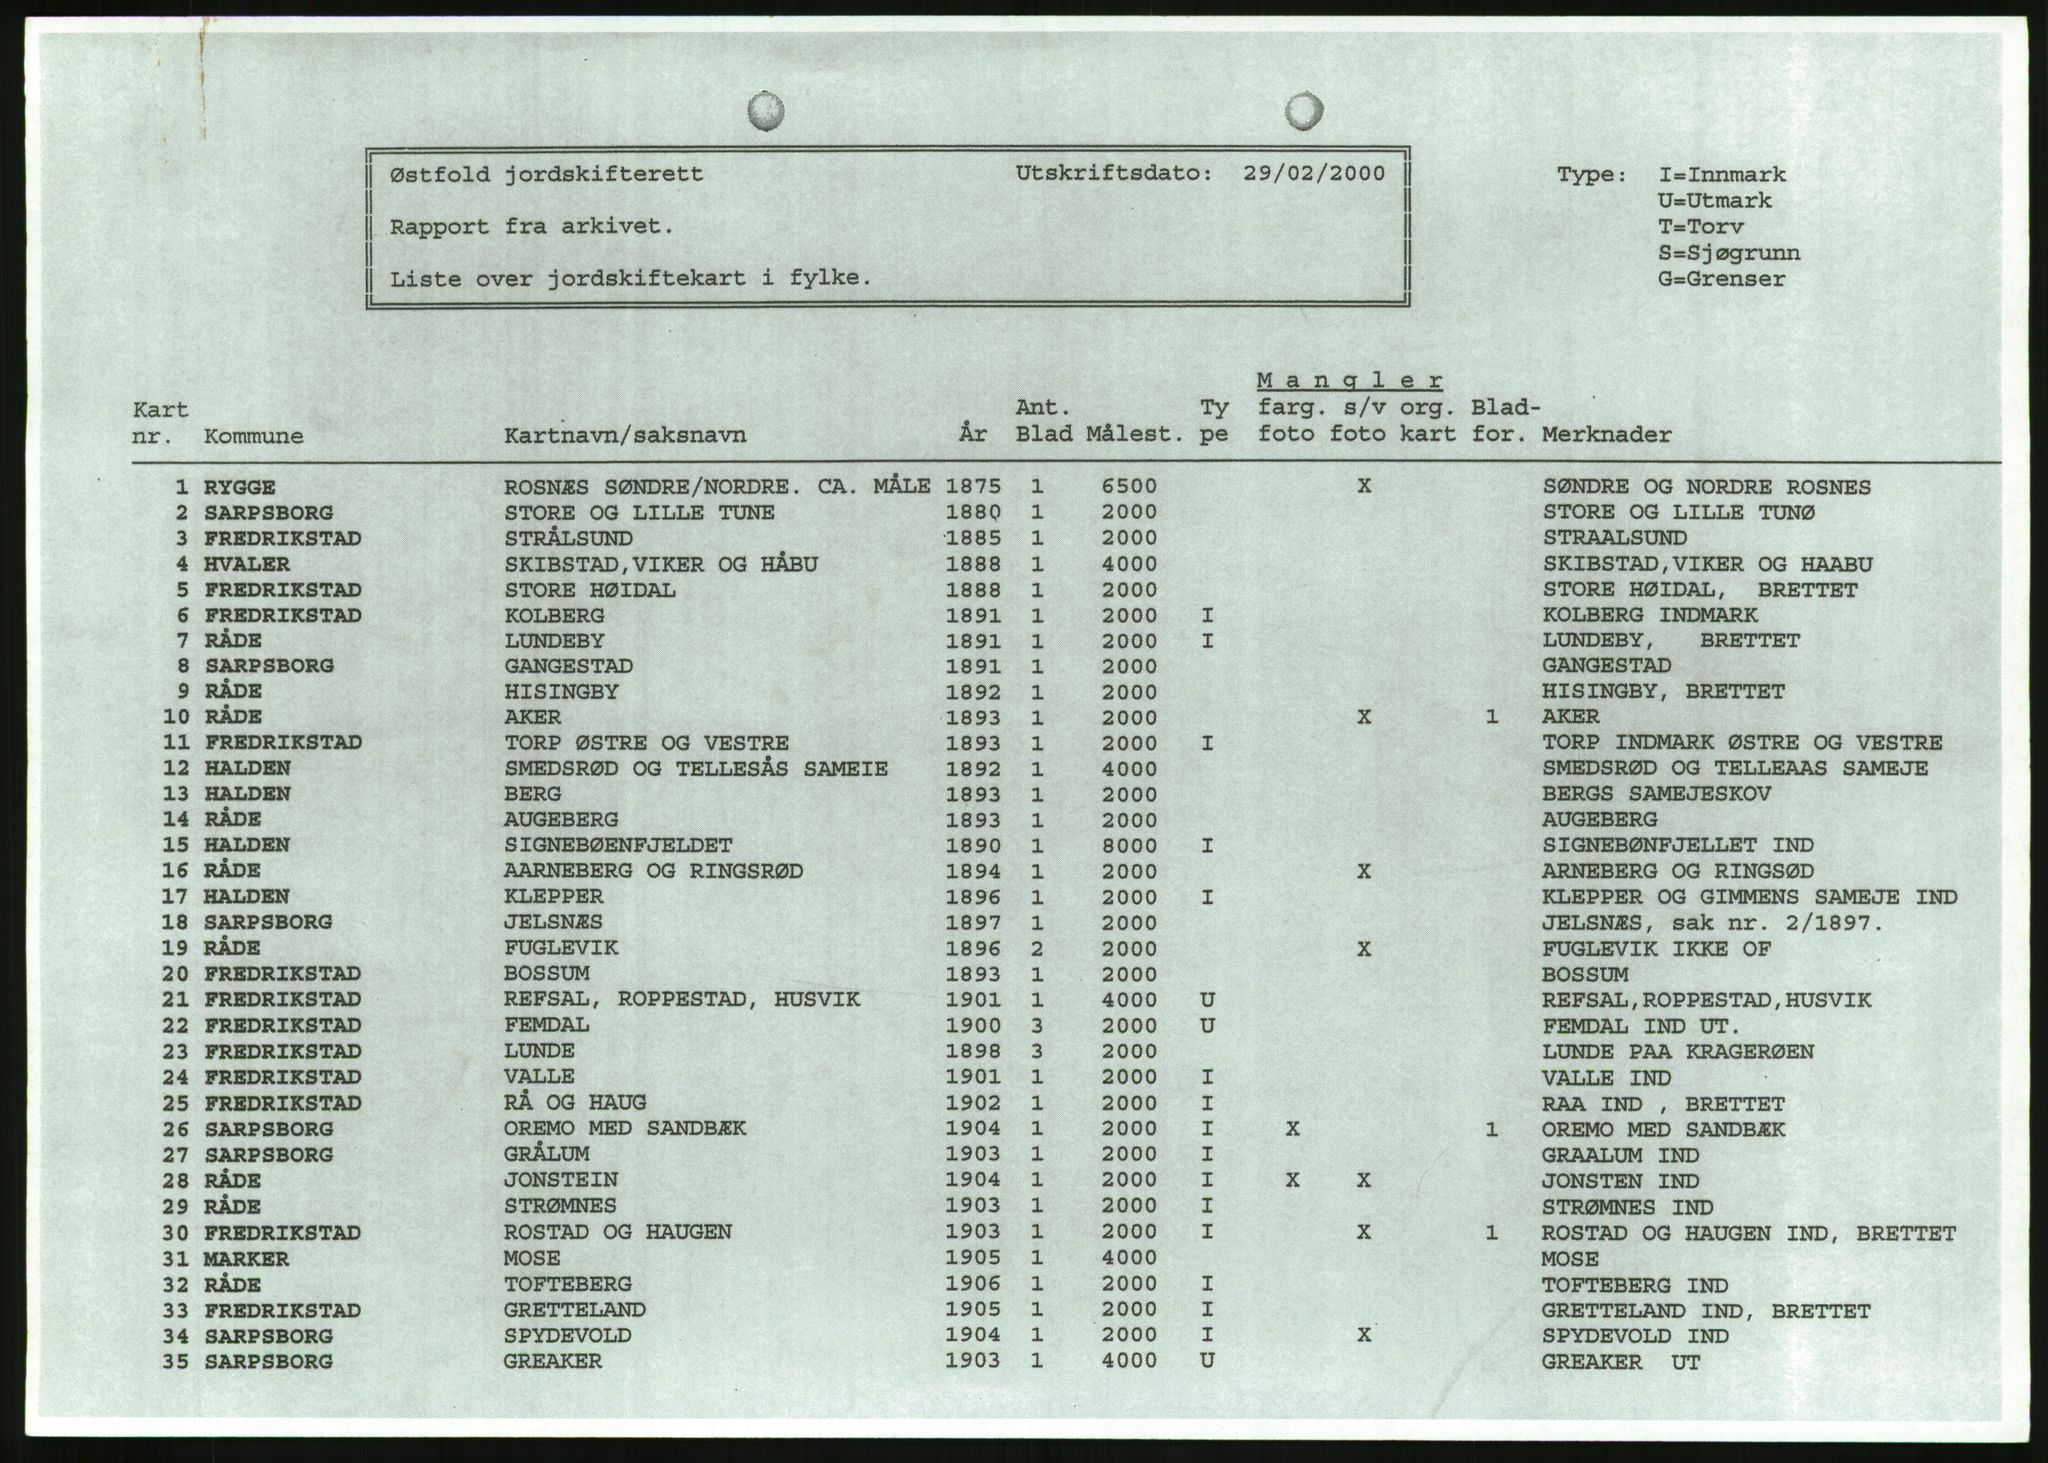 Østfold jordskifterett Utskriftsdato: 29/02/2000 Type: I=Innmark
U=Utmark
Rapport fra arkivet. T=Torv
S=Sjøgrunn
Liste over jordskiftekart i fylke. G=Grenser
M a n g l e r
Kart Ant. Ty farg. s/v org. Blad-
nr. Kommune Kartnavn/saksnavn År Blad Målest. pe foto foto kart for. Merknader
1 RYGGE ROSNÆS SØNDRE/NORDRE. CA. MÅLE 1875 1 6500 X SØNDRE OG NORDRE ROSNES
2 SARPSBORG STORE OG LILLE TUNE 1880 1 2000 STORE OG LILLE TUNØ
3 FREDRIKSTAD STRÅLSUND 1885 1 2000 STRAALSUND
4 HVALER SKIBSTAD,VIKER OG HÅBU 1888 1 4000 SKIBSTAD,VIKER OG HAABU
5 FREDRIKSTAD STORE HØIDAL 1888 1 2000 STORE HØIDAL, BRETTET
6 FREDRIKSTAD KOLBERG 1891 1 2000 I KOLBERG INDMARK
7 RÅDE LUNDEBY 1891 1 2000 I LUNDEBY, BRETTET
8 SARPSBORG GANGESTAD 1891 1 2000 GANGESTAD
9 RÅDE HISINGBY 1892 1 2000 HISINGBY, BRETTET
10 RÅDE AKER 1893 1 2000 X 1 AKER
11 FREDRIKSTAD TORP ØSTRE OG VESTRE 1893 1 2000 I TORP INDMARK ØSTRE OG VESTRE
12 HALDEN SMEDSRØD OG TELLESÅS SAMEIE 1892 1 4000 SMEDSRØD OG TELLEAAS SAMEJE
13 HALDEN BERG 1893 1 2000 BERGS SAMEJESKOV
14 RÅDE AUGEBERG 1893 1 2000 AUGEBERG
15 HALDEN SIGNEBØENFJELDET 1890 1 8000 I SIGNEBØNFJELLET IND
16 RÅDE AARNEBERG OG RINGSRØD 1894 1 2000 X ARNEBERG OG RINGSØD
17 HALDEN KLEPPER 1896 1 2000 I KLEPPER OG GIMMENS SAMEJE IND
18 SARPSBORG JELSNÆS 1897 1 2000 JELSNÆS, sak nr. 2/1897.
19 RÅDE FUGLEVIK 1896 2 2000 X FUGLEVIK IKKE OF
20 FREDRIKSTAD BOSSUM 1893 1 2000 BOSSUM
21 FREDRIKSTAD REFSAL, ROPPESTAD, HUSVIK 1901 1 4000 U REFSAL,ROPPESTAD,HUSVIK
22 FREDRIKSTAD FEMDAL 1900 3 2000 U FEMDAL IND UT.
23 FREDRIKSTAD LUNDE 1898 3 2000 LUNDE PAA KRAGERØEN
24 FREDRIKSTAD VALLE 1901 1 2000 I VALLE IND
25 FREDRIKSTAD RÅ OG HAUG 1902 1 2000 I RAA IND , BRETTET
26 SARPSBORG OREMO MED SANDBÆK 1904 1 2000 I X 1 OREMO MED SANDBÆK
27 SARPSBORG GRÅLUM 1903 1 2000 I GRAALUM IND
28 RÅDE JONSTEIN 1904 1 2000 I X X JONSTEN IND
29 RÅDE STRØMNES 1903 1 2000 I STRØMNES IND
30 FREDRIKSTAD ROSTAD OG HAUGEN 1903 1 2000 I X 1 ROSTAD OG HAUGEN IND, BRETTET
31 MARKER MOSE 1905 1 4000 MOSE
32 RÅDE TOFTEBERG 1906 1 2000 I TOFTEBERG IND
33 FREDRIKSTAD GRETTELAND 1905 1 2000 I GRETTELAND IND, BRETTET
34 SARPSBORG SPYDEVOLD 1904 1 2000 I X SPYDEVOLD IND
35 SARPSBORG GREAKER 1903 1 4000 U GREAKER UT